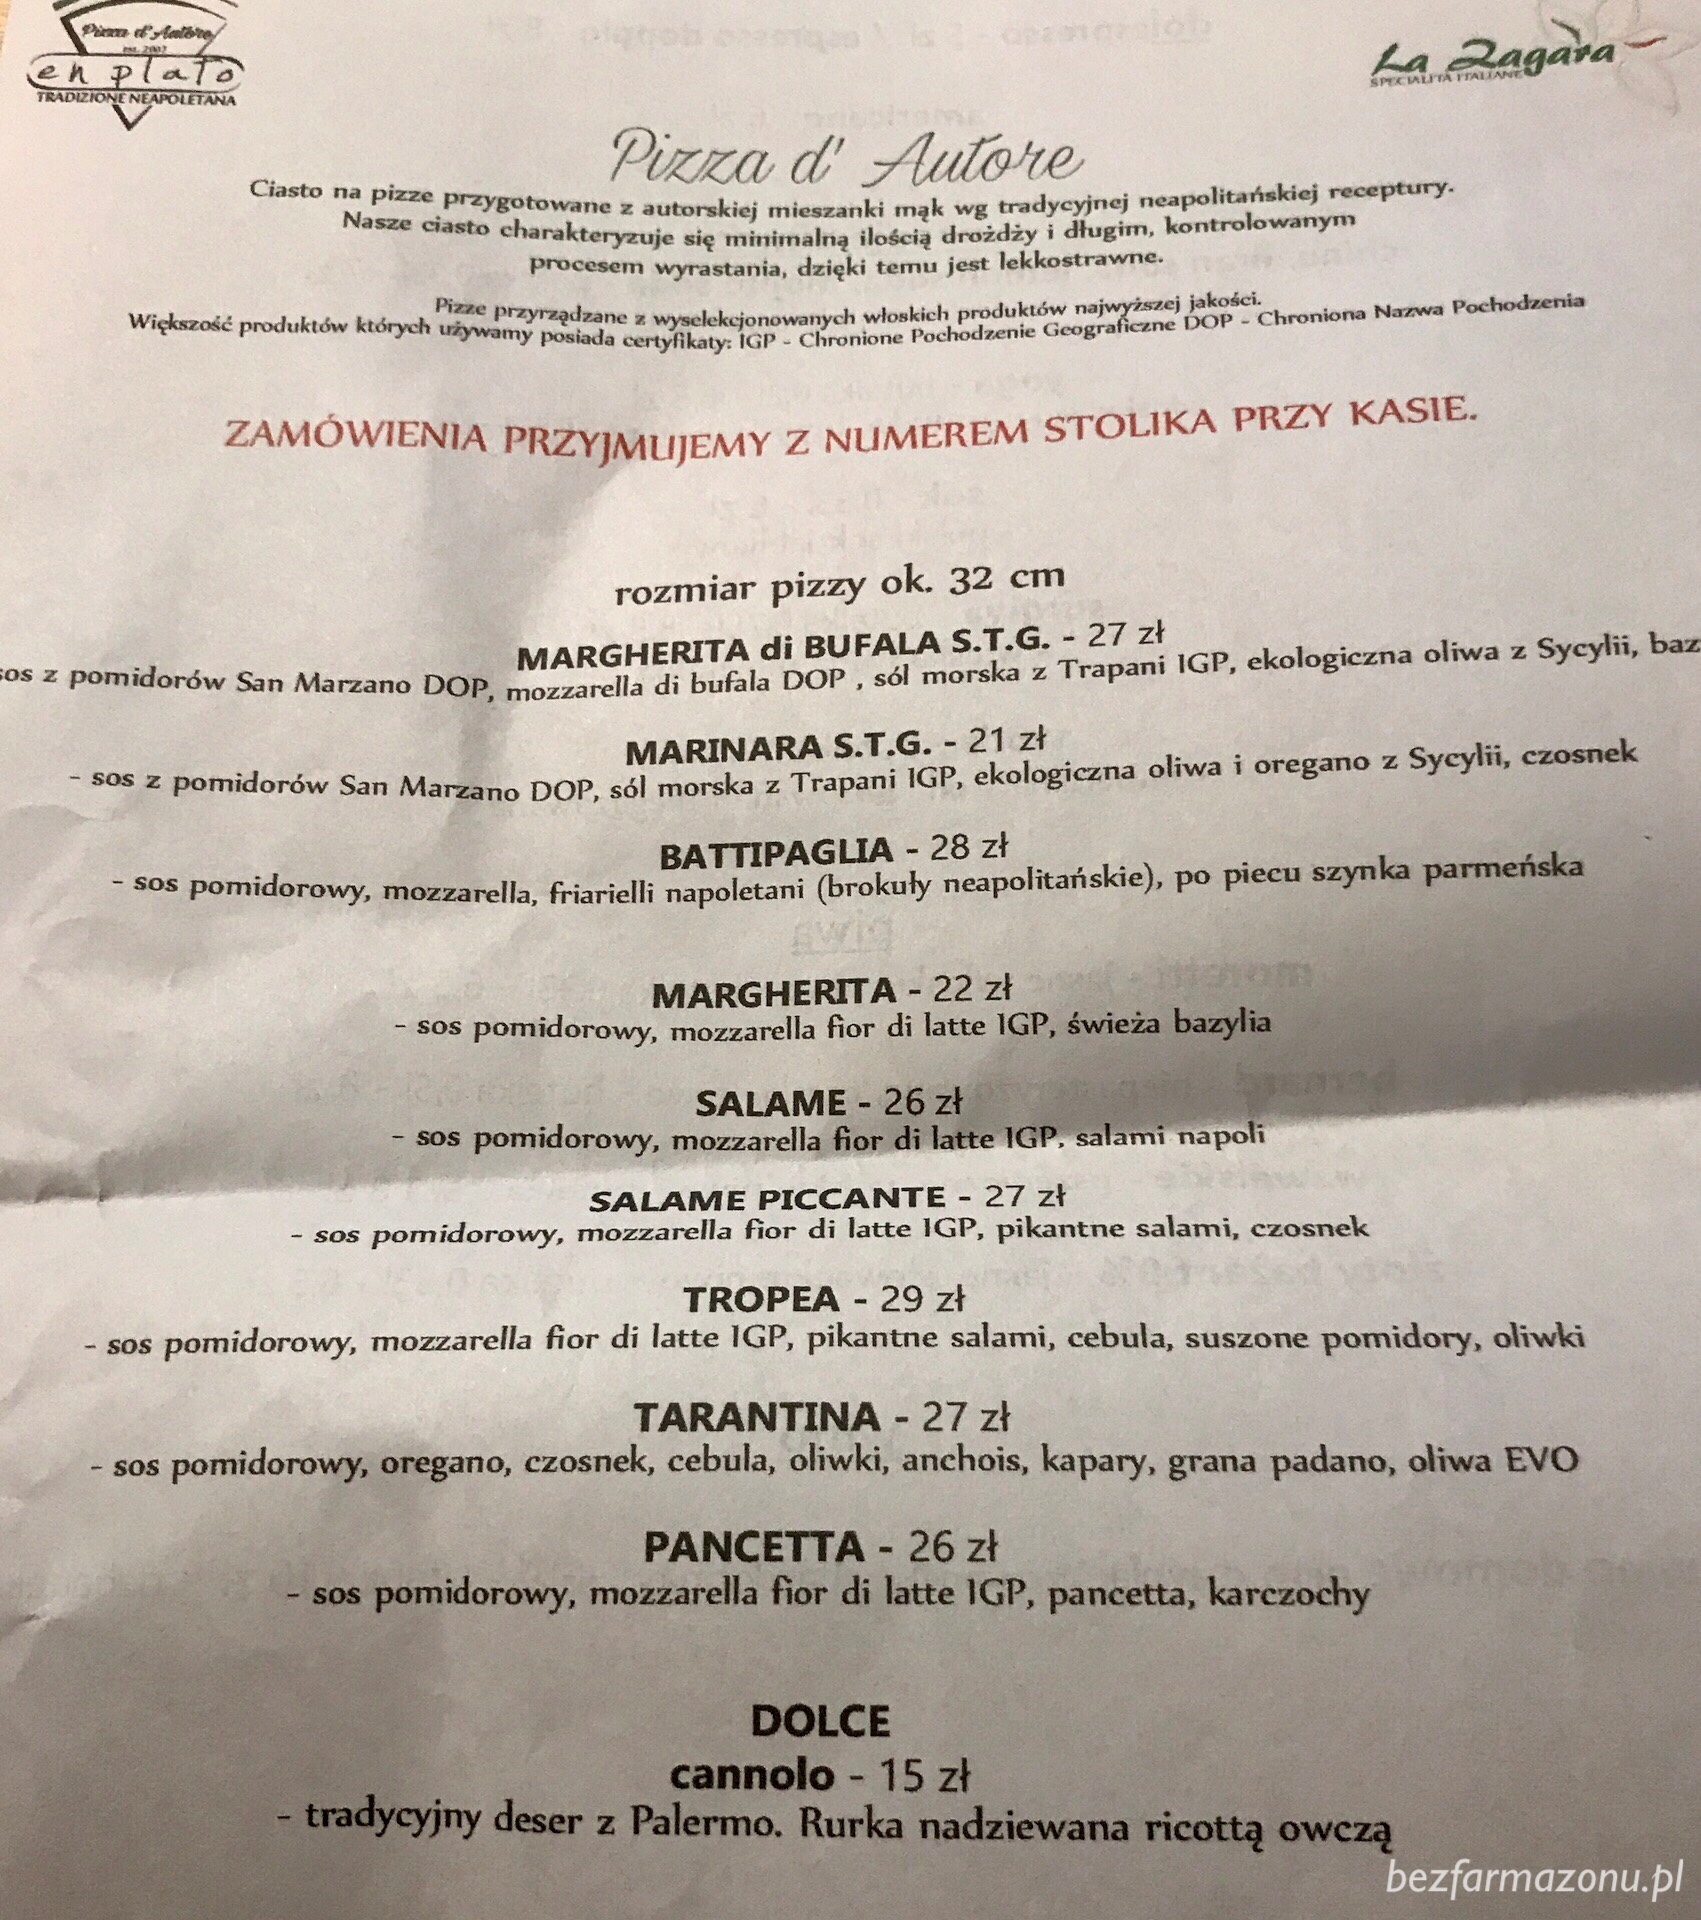 Pizza d' Autore
est. 2007
en plato
TRADIZIONE NEAPOLETANA
La Zagara
SPECIALITÀ ITALIANE
Pizza d' Autore
Ciasto na pizze przygotowane z autorskiej mieszanki mąk wg tradycyjnej neapolitańskiej receptury.
Nasze ciasto charakteryzuje się minimalną ilością drożdży i długim, kontrolowanym
procesem wyrastania, dzięki temu jest lekkostrawne.
Pizze przyrządzane z wyselekcjonowanych włoskich produktów najwyższej jakości.
Większość produktów których używamy posiada certyfikaty: IGP - Chronione Pochodzenie Geograficzne DOP - Chroniona Nazwa Pochodzenia
ZAMÓWIENIA PRZYJMUJEMY Z NUMEREM STOLIKA PRZY KASIE.
rozmiar pizzy ok. 32 cm
MARGHERITA di BUFALA S.T.G. - 27 zł
sos z pomidorów San Marzano DOP, mozzarella di bufala DOP , sól morska z Trapani IGP, ekologiczna oliwa z Sycylii, baz
MARINARA S.T.G. - 21 zł
- sos z pomidorów San Marzano DOP, sól morska z Trapani IGP, ekologiczna oliwa i oregano z Sycylii, czosnek
BATTIPAGLIA - 28 zł
- sos pomidorowy, mozzarella, friarielli napoletani (brokuły neapolitańskie), po piecu szynka parmeńska
MARGHERITA - 22 zł
- sos pomidorowy, mozzarella fior di latte IGP, świeża bazylia
SALAME - 26 zł
- sos pomidorowy, mozzarella fior di latte IGP, salami napoli
SALAME PICCANTE - 27 zł
- sos pomidorowy, mozzarella fior di latte IGP, pikantne salami, czosnek
TROPEA - 29 zł
- sos pomidorowy, mozzarella fior di latte IGP, pikantne salami, cebula, suszone pomidory, oliwki
TARANTINA - 27 zł
- sos pomidorowy, oregano, czosnek, cebula, oliwki, anchois, kapary, grana padano, oliwa EVO
PANCETTA - 26 zł
- sos pomidorowy, mozzarella fior di latte IGP, pancetta, karczochy
DOLCE
cannolo - 15 zł
- tradycyjny deser z Palermo. Rurka nadziewana ricottą owczą
bezfarmazonu.pl